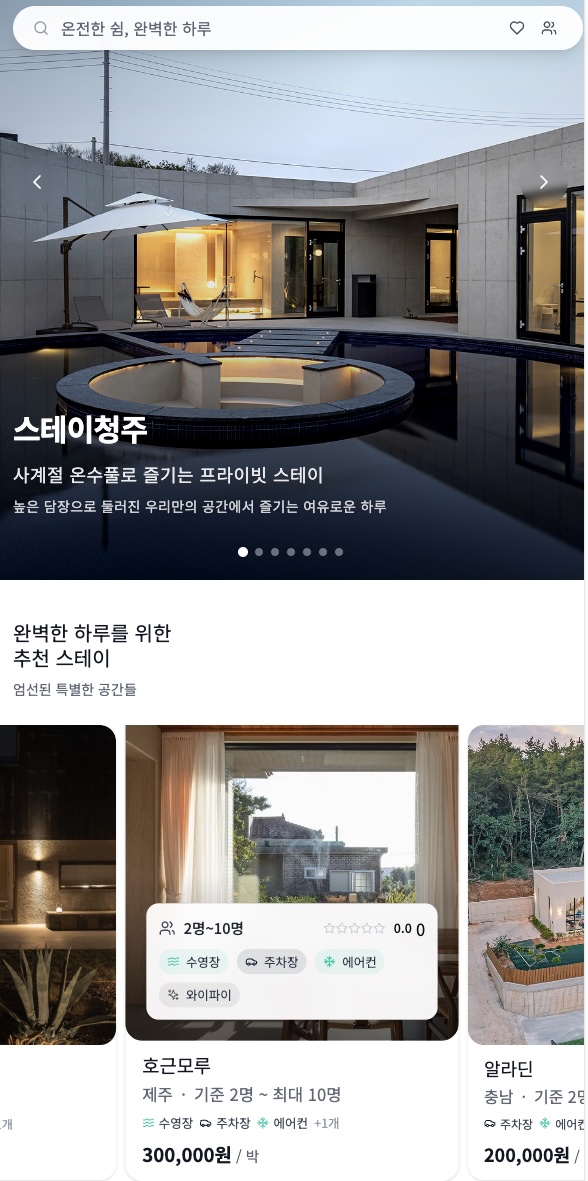 온전한 쉼, 완벽한 하루
스테이청주
사계절 온수풀로 즐기는 프라이빗 스테이
높은 담장으로 둘러진 우리만의 공간에서 즐기는 여유로운 하루
완벽한 하루를 위한
추천 스테이
엄선된 특별한 공간들
2명~10명 0.0 0
수영장 주차장 에어컨
와이파이
호근모루
제주 · 기준 2명 ~ 최대 10명
수영장 주차장 에어컨 +1개
300,000원 / 박
개
알라딘
충남 · 기준 2명
주차장 에어컨
200,000원 /